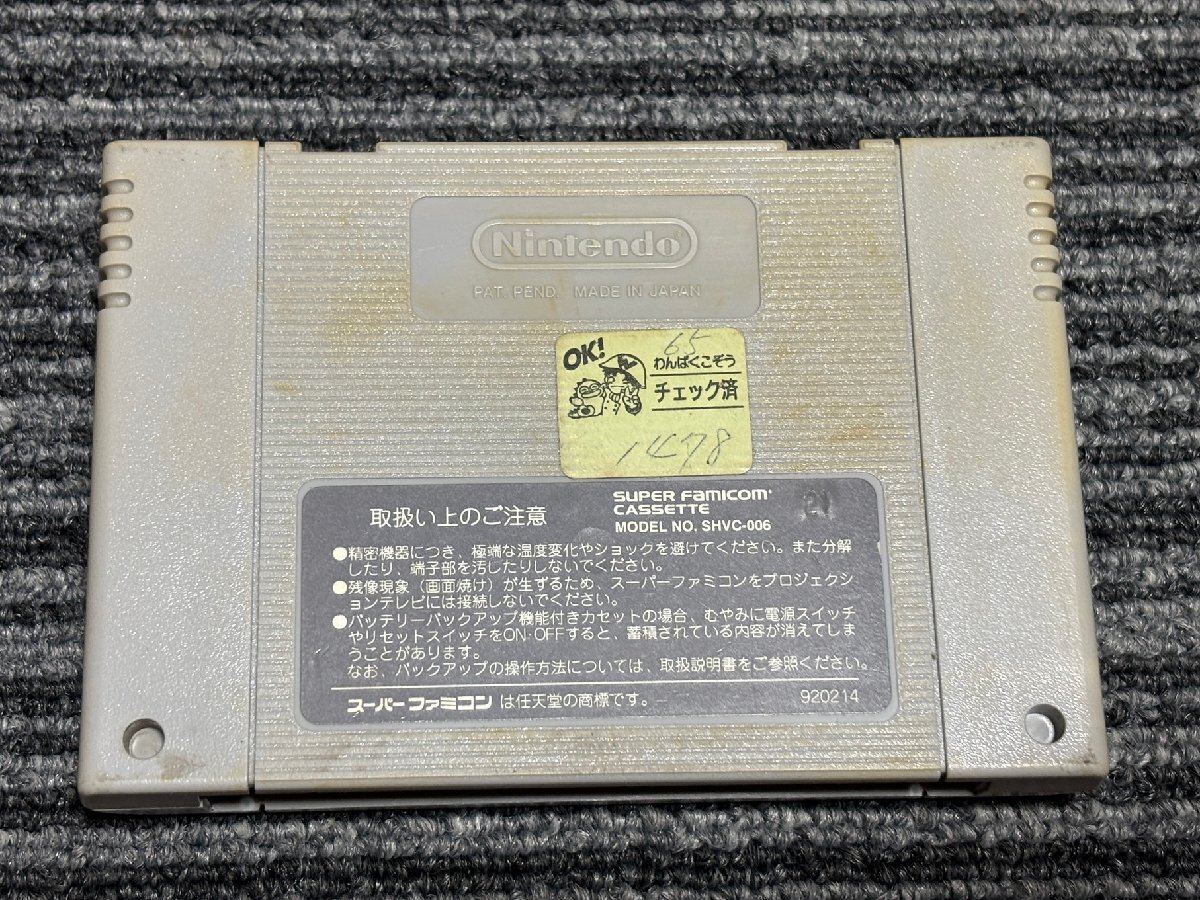 Nintendo
PAT. PEND. MADE IN JAPAN
OK!
65
わんぱくこぞう
チェック済
1478
取扱い上のご注意
SUPER FAMICOM
CASSETTE
MODEL NO. SHVC-006
21
●精密機器につき、極端な湿度変化やショックを避けてください。また分解
したり、端子部を汚したりしないでください。
●残像現象(画面焼け)が生ずるため、スーパーファミコンをプロジェクシ
ョンテレビには接続しないでください。
●バッテリーバックアップ機能付きカセットの場合、むやみに電源スイッチ
やリセットスイッチをON・OFFすると、蓄積されている内容が消えてしま
うことがあります。
なお、バックアップの操作方法については、取扱説明書をご参照ください。
スーパーファミコンは任天堂の商標です。
920214